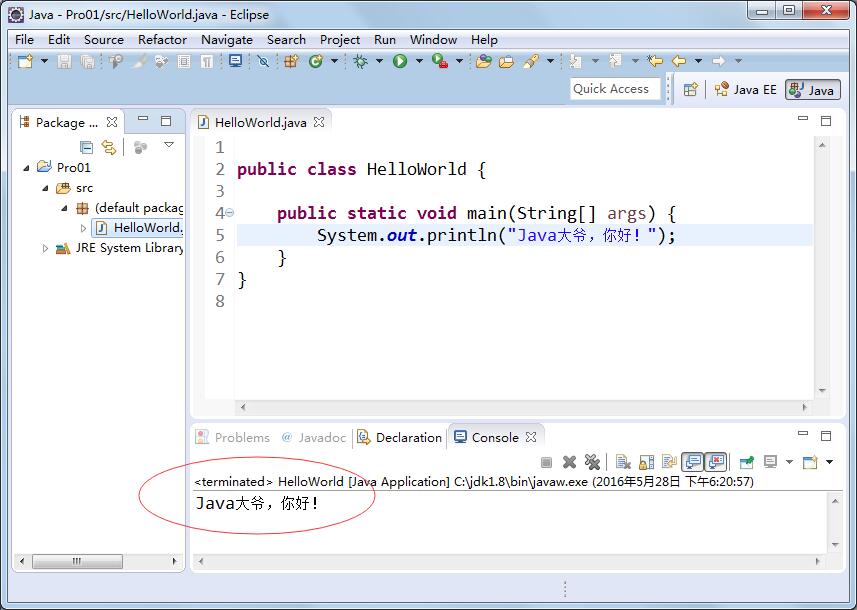 Java - Pro01/src/HelloWorld.java - Eclipse
File Edit Source Refactor Navigate Search Project Run Window Help
Quick Access Java EE Java
Package ...
Pro01
src
(default packag
HelloWorld.
JRE System Library
HelloWorld.java
1
2 public class HelloWorld {
3
4 public static void main(String[] args) {
5 System.out.println("Java大爷，你好！");
6 }
7 }
8
Problems @ Javadoc Declaration Console
<terminated> HelloWorld [Java Application] C:\jdk1.8\bin\javaw.exe (2016年5月28日 下午6:20:57)
Java大爷，你好！